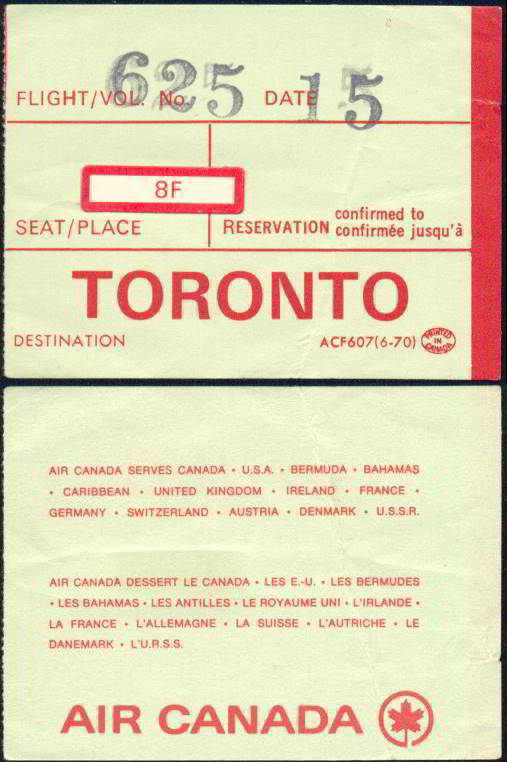 625 15
FLIGHT/VOL No. DATE
8F
SEAT/PLACE RESERVATION confirmed to
confirmée jusqu'à
TORONTO
DESTINATION ACF607(6-70) PRINTED IN CANADA
AIR CANADA SERVES CANADA • U.S.A. • BERMUDA • BAHAMAS
• CARIBBEAN • UNITED KINGDOM • IRELAND • FRANCE •
GERMANY • SWITZERLAND • AUSTRIA • DENMARK • U.S.S.R.
AIR CANADA DESSERT LE CANADA • LES E.-U. • LES BERMUDES
• LES BAHAMAS • LES ANTILLES • LE ROYAUME UNI • L'IRLANDE •
LA FRANCE • L'ALLEMAGNE • LA SUISSE • L'AUTRICHE • LE
DANEMARK • L'U.R.S.S.
AIR CANADA